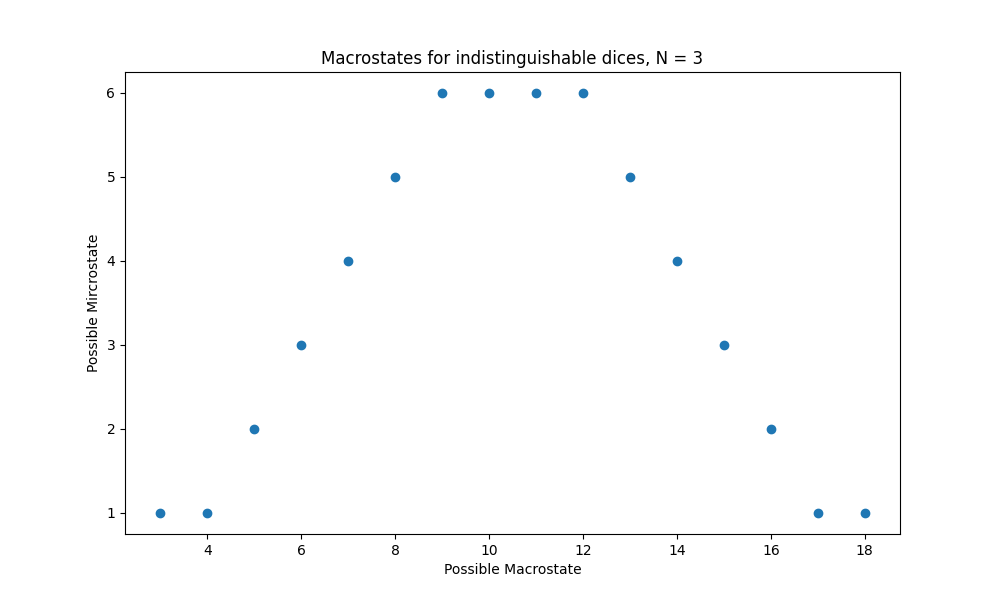 Macrostates for indistinguishable dices, N = 3
6
5
4
3
2
1
Possible Mircrostate
4 6 8 10 12 14 16 18
Possible Macrostate